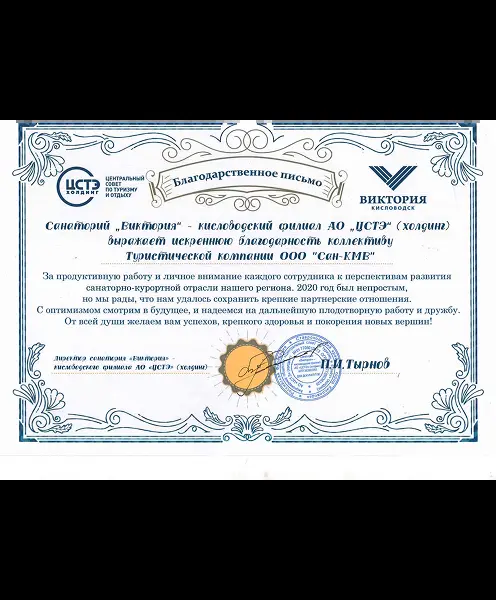 Благодарственное письмо
ЦСТЭ
ХОЛДИНГ
ЦЕНТРАЛЬНЫЙ
СОВЕТ
ПО ТУРИЗМУ
И ОТДЫХУ
ВИКТОРИЯ
КИСЛОВОДСК
Санаторий „Виктория“ - кисловодский филиал АО „ЦСТЭ“ (холдинг)
выражает искреннюю благодарность коллективу
Туристической компании ООО "Сан-КМВ"
За продуктивную работу и личное внимание каждого сотрудника к перспективам развития
санаторно-курортной отрасли нашего региона. 2020 год был непростым,
но мы рады, что нам удалось сохранить крепкие партнерские отношения.
С оптимизмом смотрим в будущее, и надеемся на дальнейшую плодотворную работу и дружбу.
От всей души желаем вам успехов, крепкого здоровья и покорения новых вершин!
Директор санатория «Виктория» -
кисловодского филиала АО «ЦСТЭ» (холдинг)
П.И.Тырнов